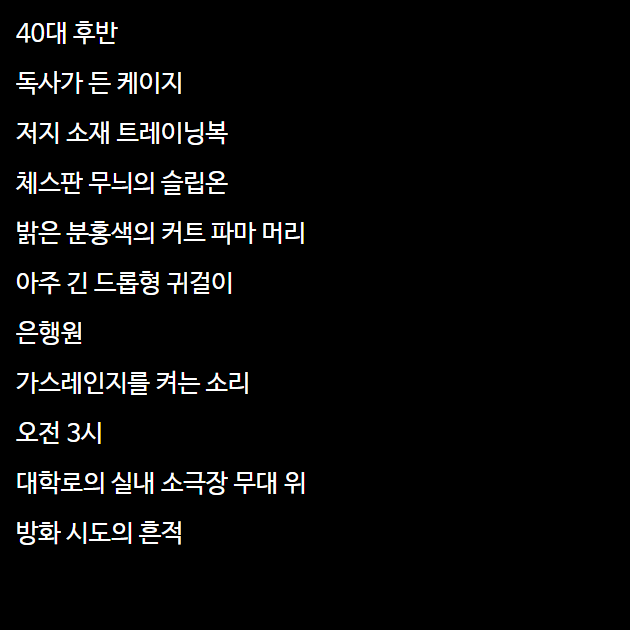 40대 후반
독사가 든 케이지
저지 소재 트레이닝복
체스판 무늬의 슬립온
밝은 분홍색의 커트 파마 머리
아주 긴 드롭형 귀걸이
은행원
가스레인지를 켜는 소리
오전 3시
대학로의 실내 소극장 무대 위
방화 시도의 흔적